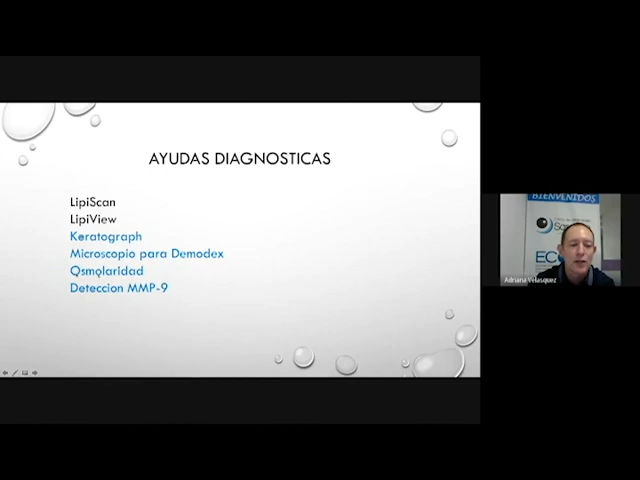 AYUDAS DIAGNOSTICAS
LipiScan
LipiView
Keratograph
Microscopio para Demodex
Osmolaridad
Deteccion MMP-9
BIENVENIDOS
Adriana Velasquez